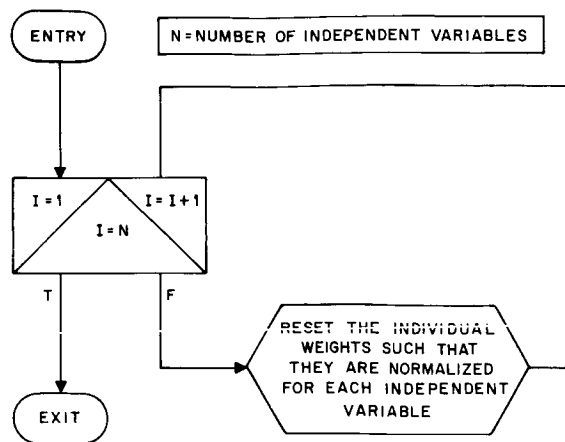 ENTRY
N=NUMBER OF INDEPENDENT VARIABLES
I=1
I=I+1
I=N
T
F
RESET THE INDIVIDUAL
WEIGHTS SUCH THAT
THEY ARE NORMALIZED
FOR EACH INDEPENDENT
VARIABLE
EXIT